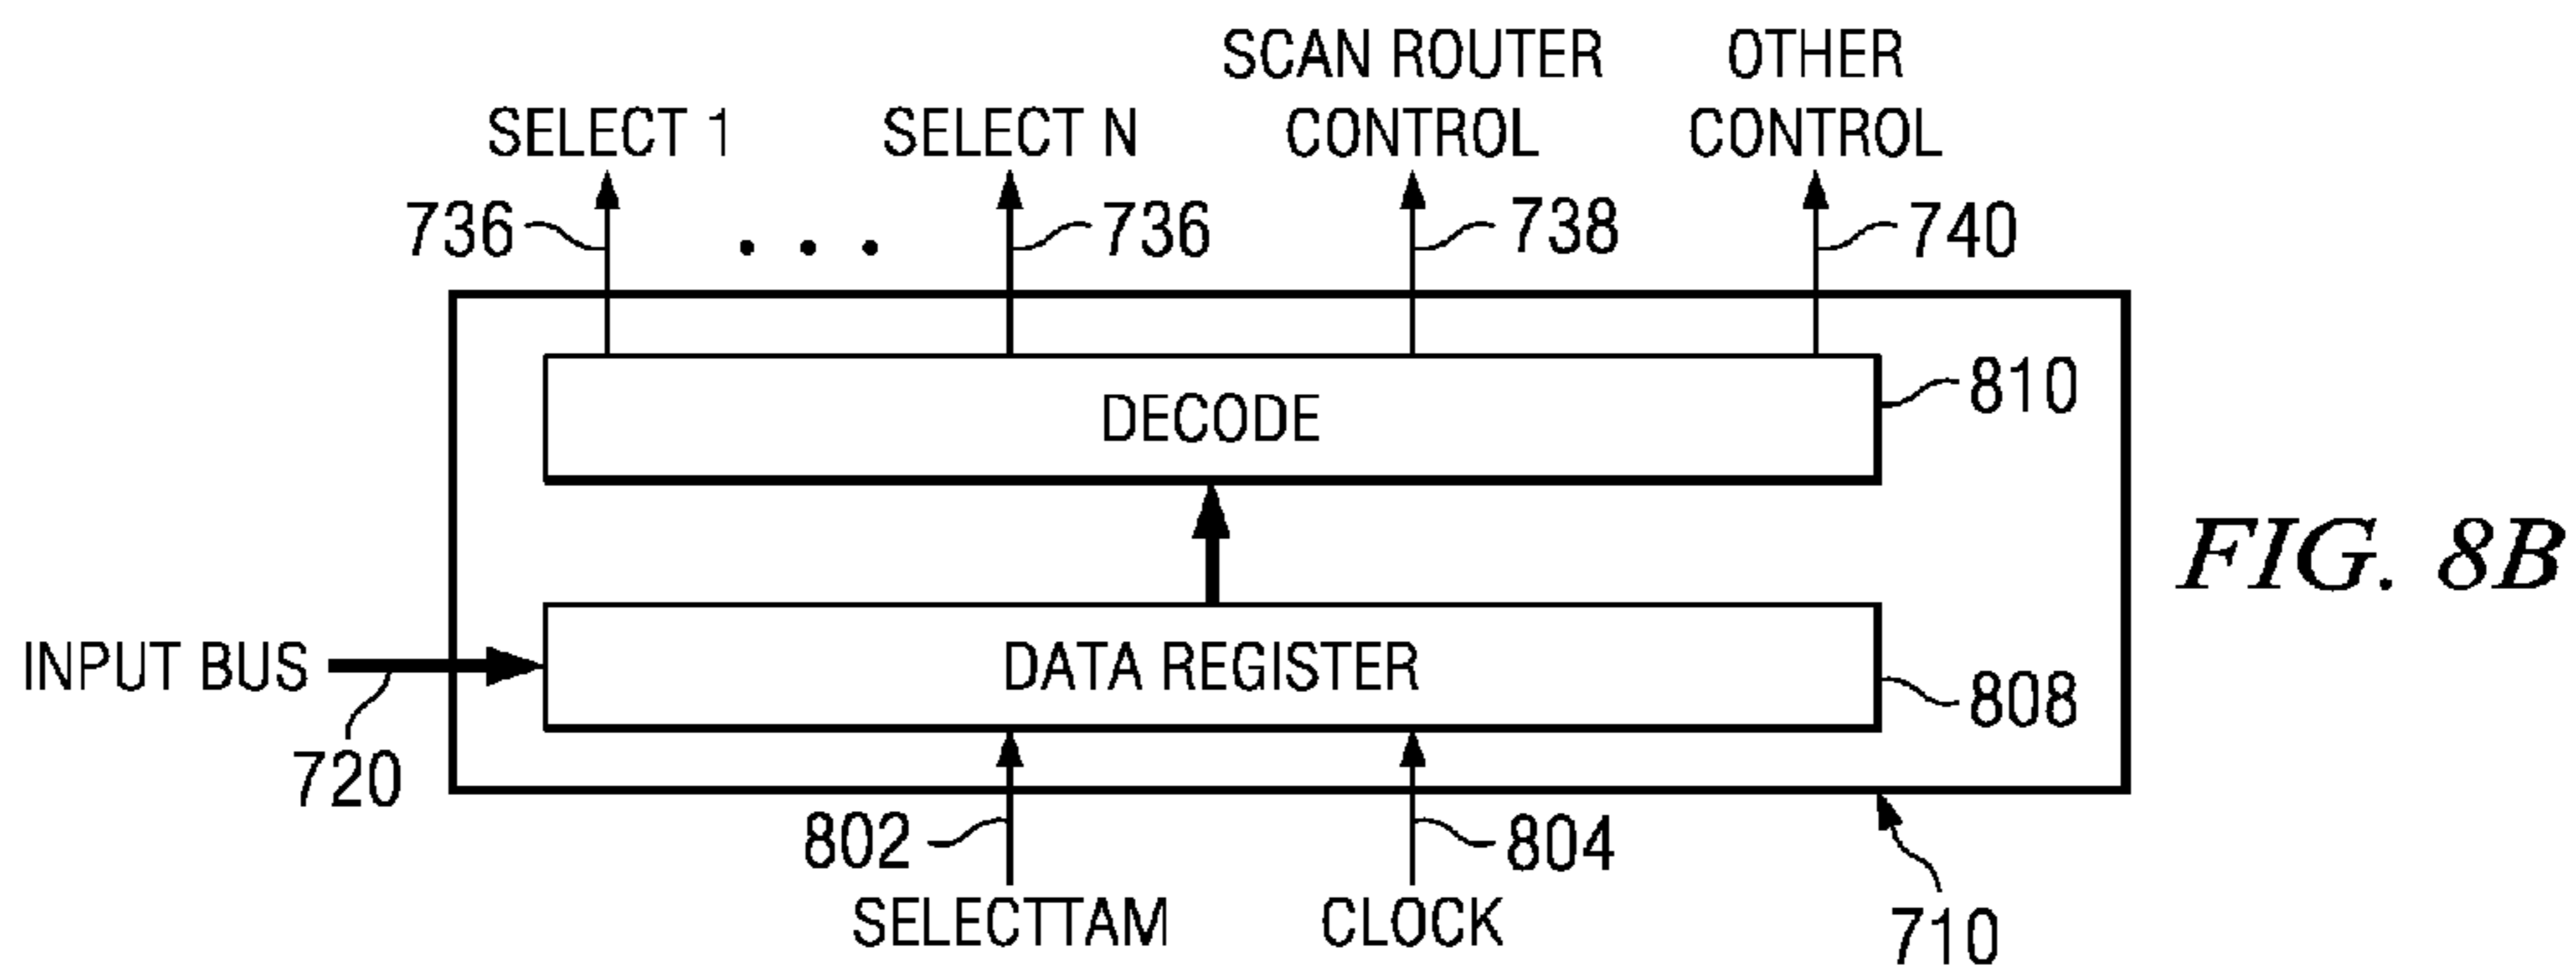 SCAN ROUTER OTHER
SELECT 1 SELECT N CONTROL CONTROL
736 . . . 736 738 740
DECODE 810
FIG. 8B
INPUT BUS DATA REGISTER 808
720
802 804
SELECTTAM CLOCK 710